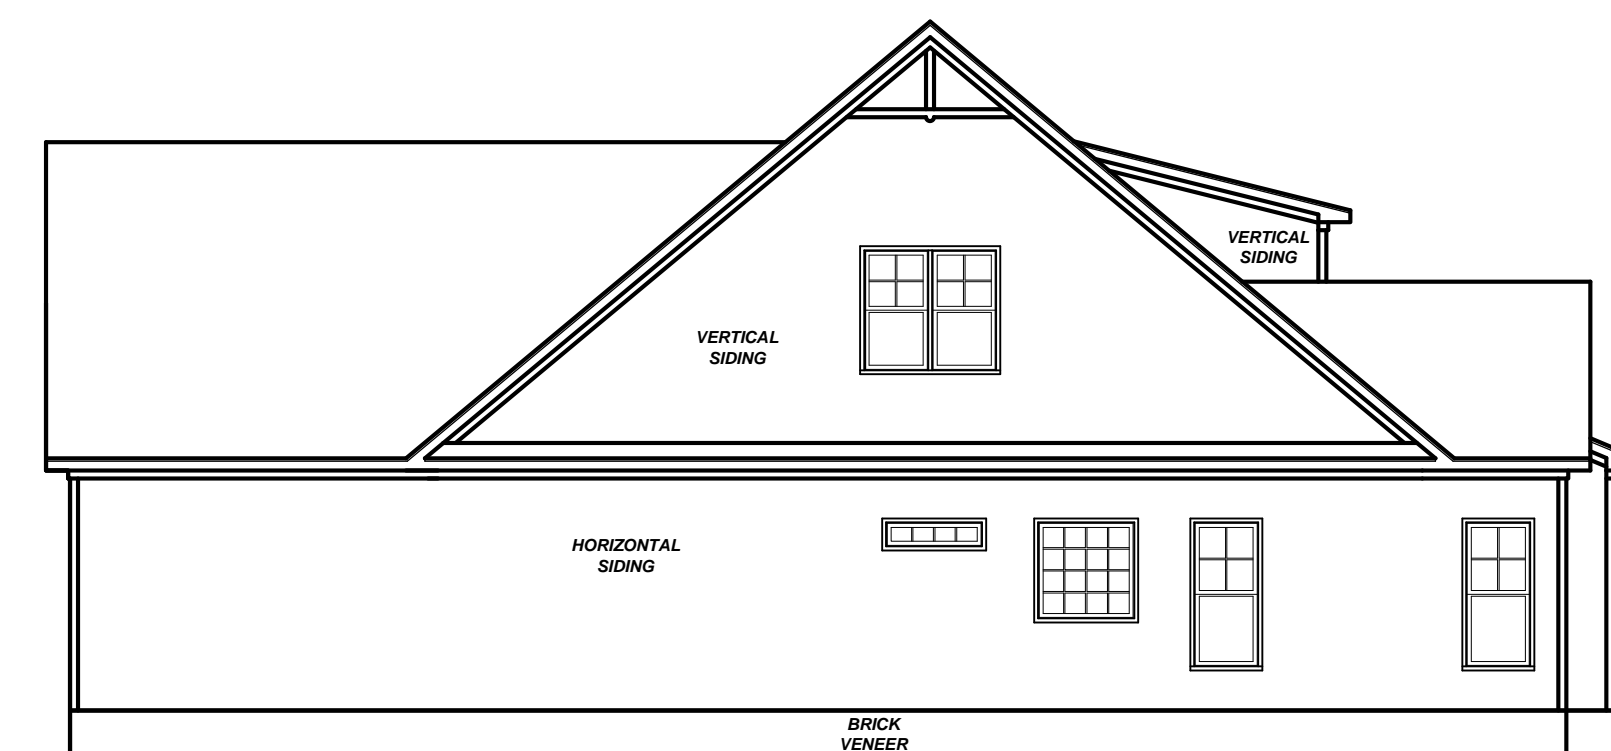 VERTICAL
SIDING
VERTICAL
SIDING
HORIZONTAL
SIDING
BRICK
VENEER